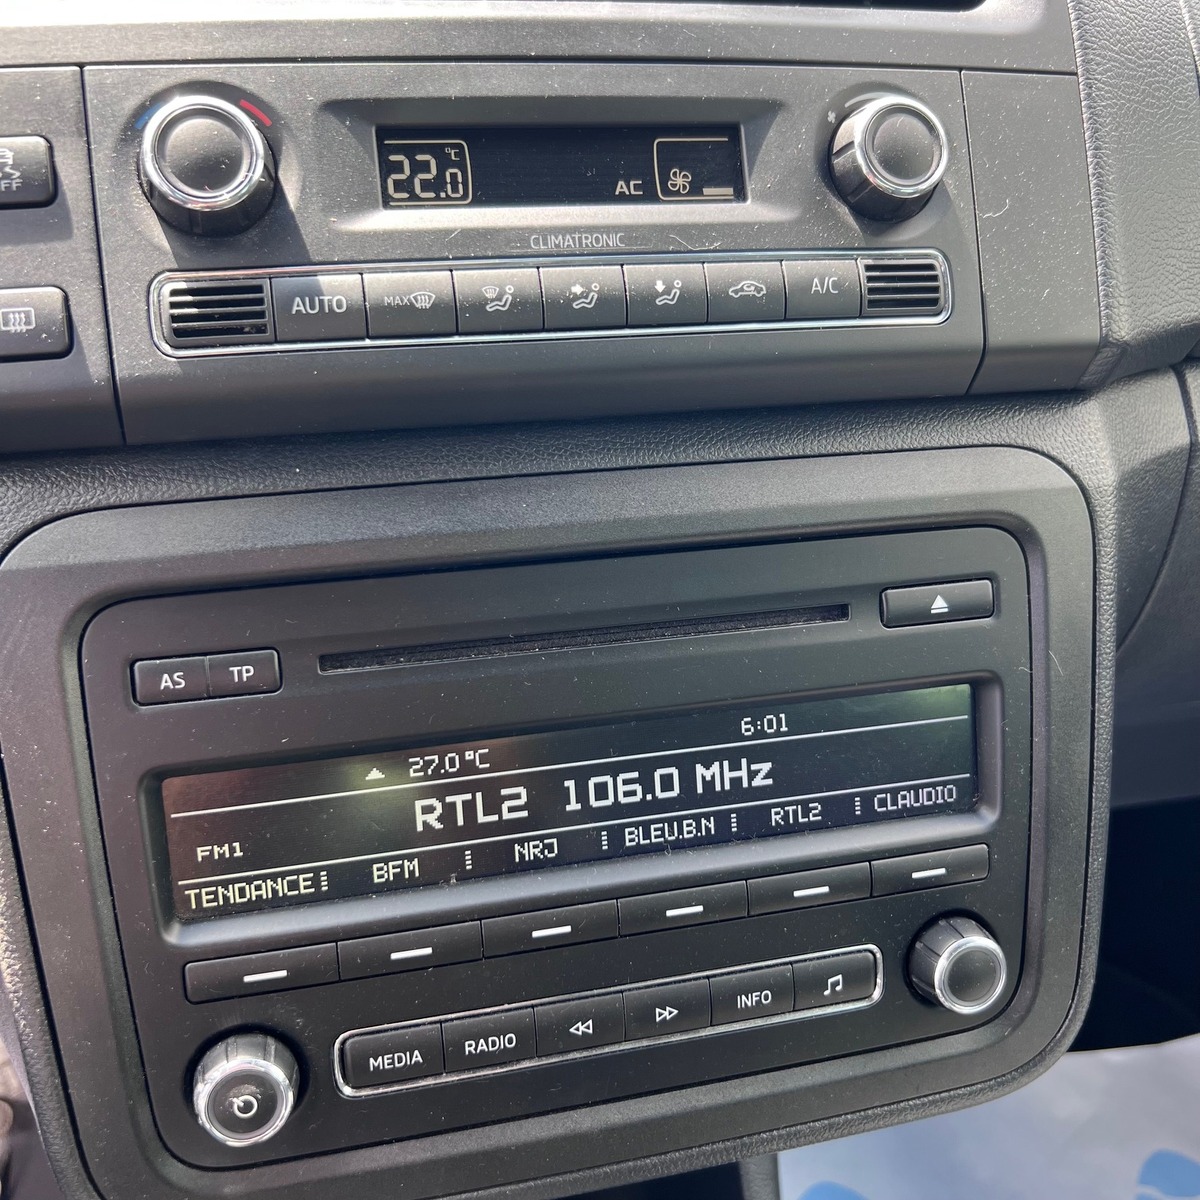 OFF
22.0 °C AC
CLIMATRONIC
AUTO MAX A/C
AS TP
27.0°C 6:01
RTL2 106.0 MHz
FM1
TENDANCE BFM NRJ BLEU.B.N RTL2 CLAUDIO
MEDIA RADIO INFO